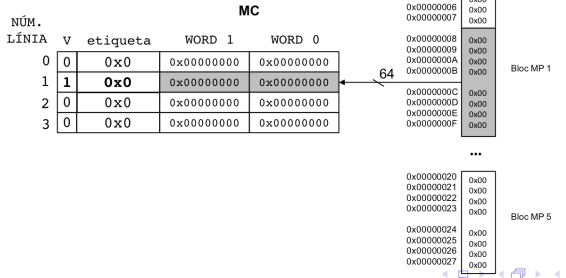 MC
NÚM.
LÍNIA V etiqueta WORD 1 WORD 0
0 0 0x0 0x00000000 0x00000000
1 1 0x0 0x00000000 0x00000000
2 0 0x0 0x00000000 0x00000000
3 0 0x0 0x00000000 0x00000000
64
0x00000006 0x00
0x00000007 0x00
0x00000008 0x00
0x00000009 0x00
0x0000000A 0x00
0x0000000B 0x00
Bloc MP 1
0x0000000C 0x00
0x0000000D 0x00
0x0000000E 0x00
0x0000000F 0x00
...
0x00000020 0x00
0x00000021 0x00
0x00000022 0x00
0x00000023 0x00
Bloc MP 5
0x00000024 0x00
0x00000025 0x00
0x00000026 0x00
0x00000027 0x00